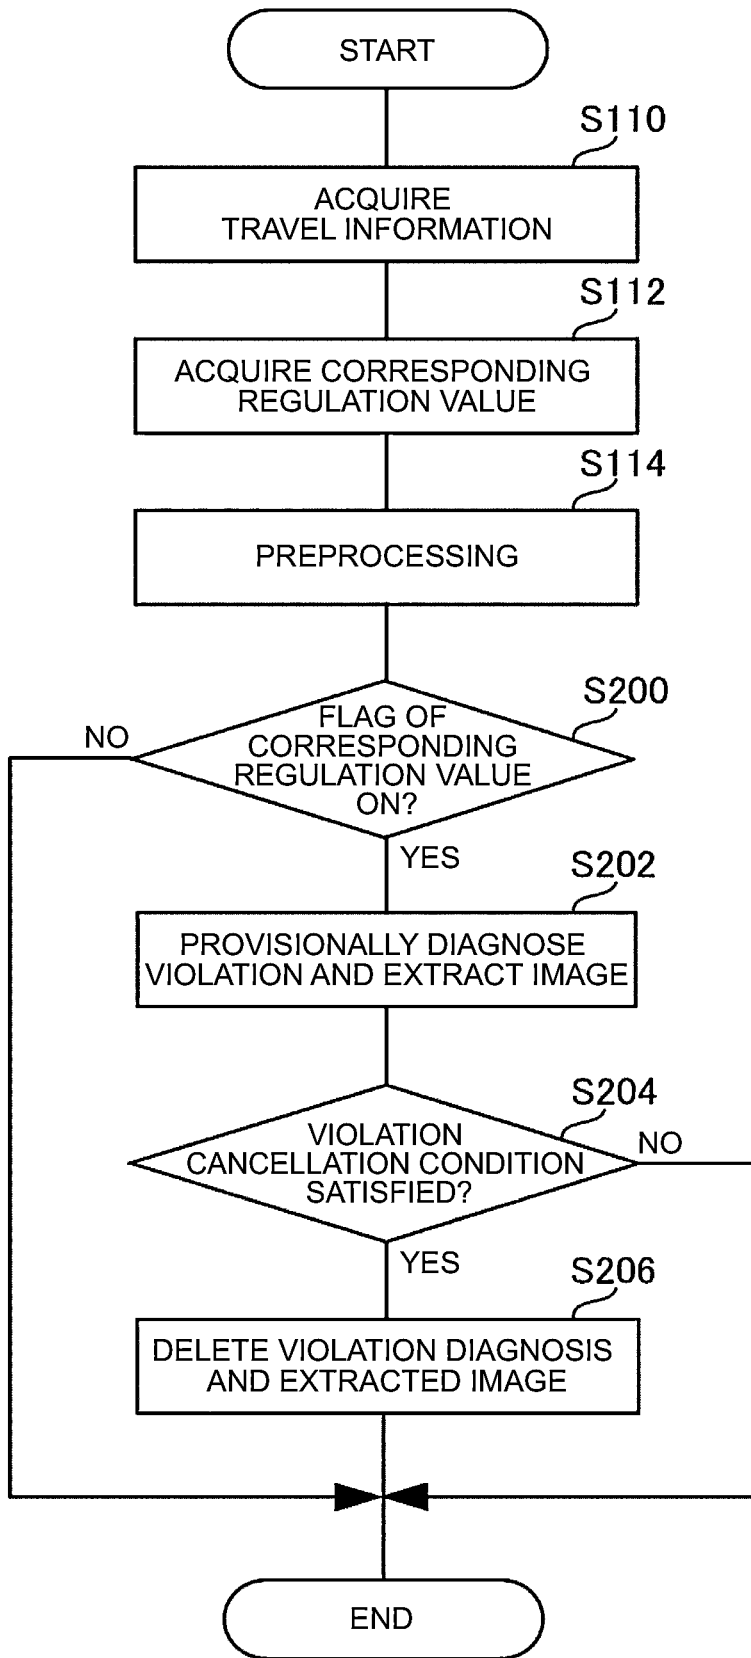 START
S110
ACQUIRE
TRAVEL INFORMATION
S112
ACQUIRE CORRESPONDING
REGULATION VALUE
S114
PREPROCESSING
S200
FLAG OF
CORRESPONDING
REGULATION VALUE
ON?
NO
YES
S202
PROVISIONALLY DIAGNOSE
VIOLATION AND EXTRACT IMAGE
S204
VIOLATION
CANCELLATION CONDITION
SATISFIED?
NO
YES
S206
DELETE VIOLATION DIAGNOSIS
AND EXTRACTED IMAGE
END